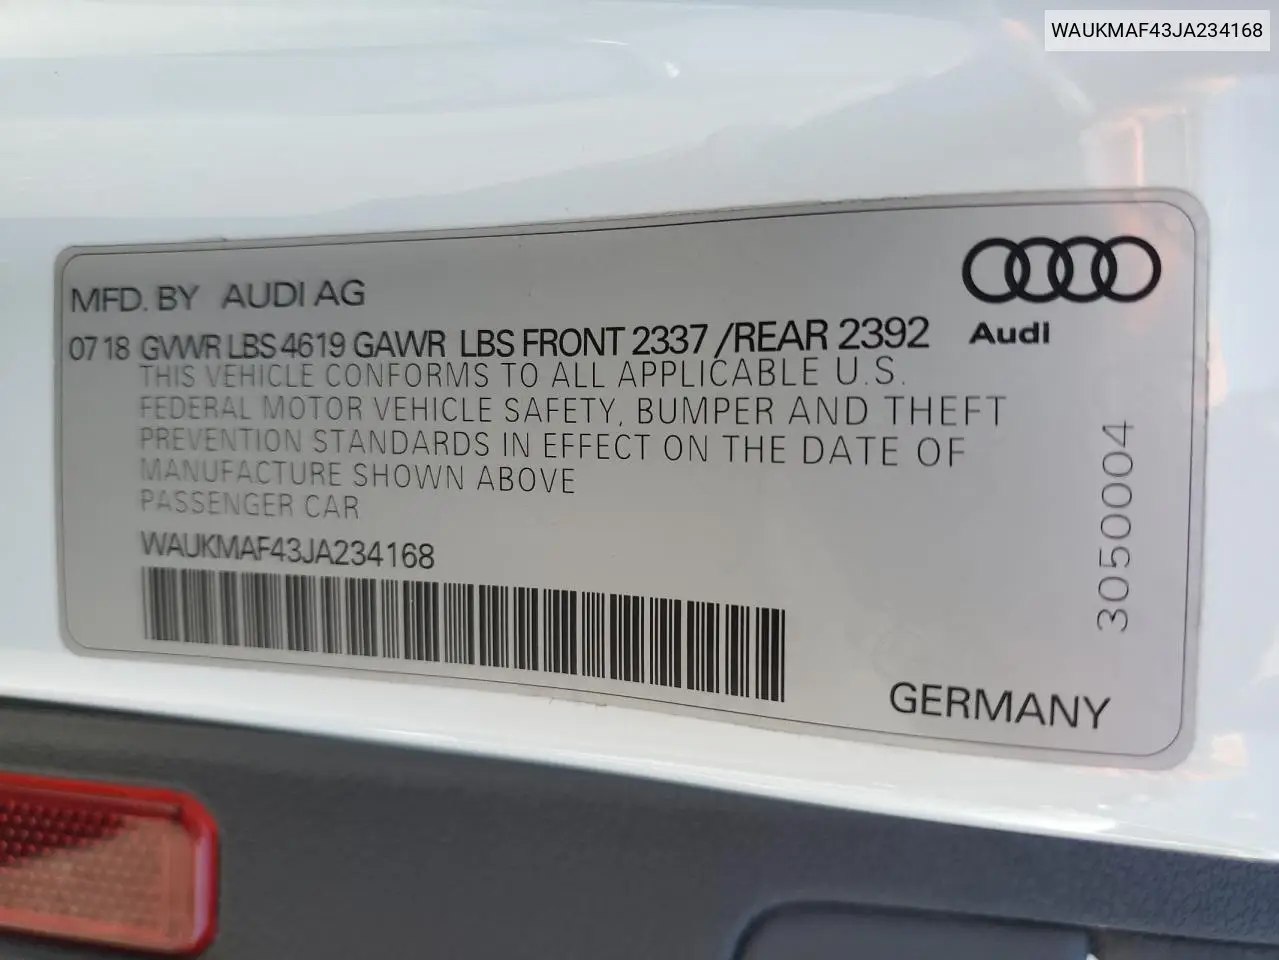 WAUKMAF43JA234168
MFD. BY AUDI AG
07 18 GVWR LBS 4619 GAWR LBS FRONT 2337 /REAR 2392
Audi
THIS VEHICLE CONFORMS TO ALL APPLICABLE U.S.
FEDERAL MOTOR VEHICLE SAFETY, BUMPER AND THEFT
PREVENTION STANDARDS IN EFFECT ON THE DATE OF
MANUFACTURE SHOWN ABOVE
PASSENGER CAR
WAUKMAF43JA234168
3050004
GERMANY